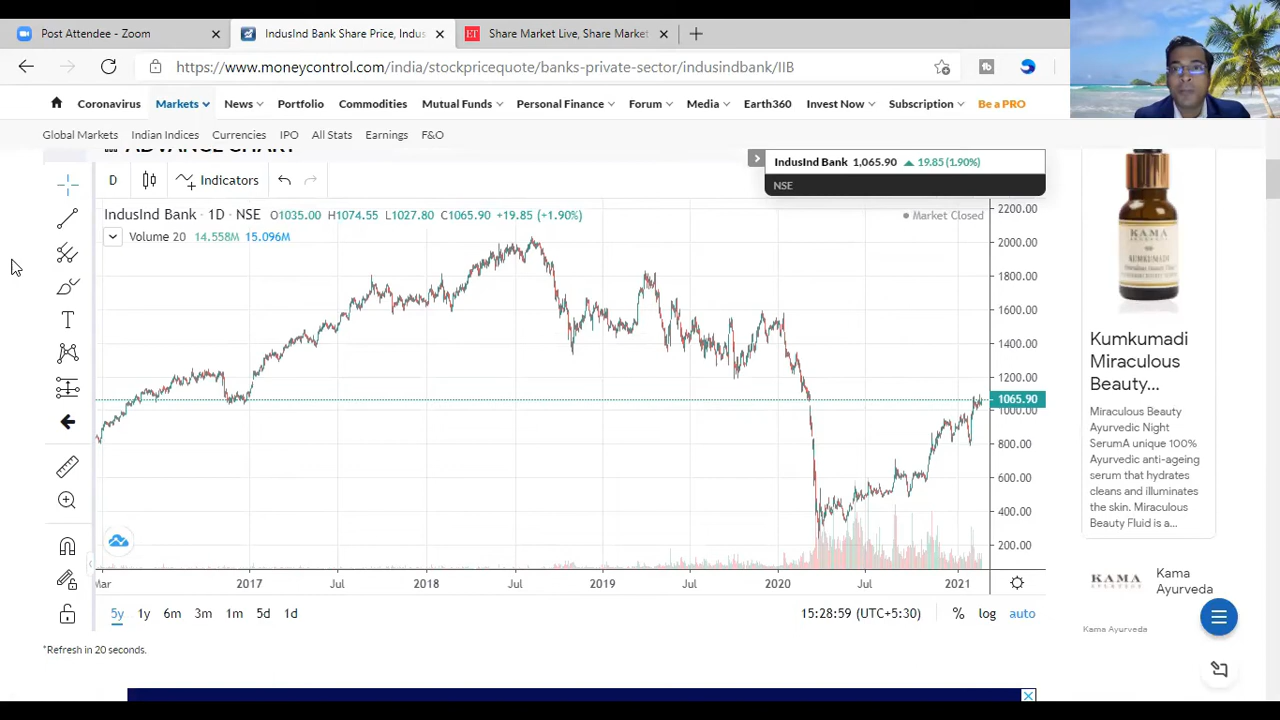 Post Attendee - Zoom
IndusInd Bank Share Price, Indus
ET
Share Market Live, Share Market
https://www.moneycontrol.com/india/stockpricequote/banks-private-sector/indusindbank/IIB
Coronavirus Markets News Portfolio Commodities Mutual Funds Personal Finance Forum Media Earth360 Invest Now Subscription Be a PRO
Global Markets Indian Indices Currencies IPO All Stats Earnings F&O
ADVANCE CHART
IndusInd Bank 1,065.90 ▲ 19.85 (1.90%)
NSE
D
Indicators
IndusInd Bank · 1D · NSE O1035.00 H1074.55 L1027.80 C1065.90 +19.85 (+1.90%)
Market Closed
Volume 20 14.558M 15.096M
T
2200.00
2000.00
1800.00
1600.00
1400.00
1200.00
1065.90
1000.00
800.00
600.00
400.00
200.00
Mar 2017 Jul 2018 Jul 2019 Jul 2020 Jul 2021
5y 1y 6m 3m 1m 5d 1d
15:28:59 (UTC+5:30) % log auto
*Refresh in 20 seconds.
KAMA
KUMKUMADI
Kumkumadi
Miraculous
Beauty...
Miraculous Beauty
Ayurvedic Night
SerumA unique 100%
Ayurvedic anti-ageing
serum that hydrates
cleans and illuminates
the skin. Miraculous
Beauty Fluid is a...
KAMA
AYURVEDA
Kama
Ayurveda
Kama Ayurveda